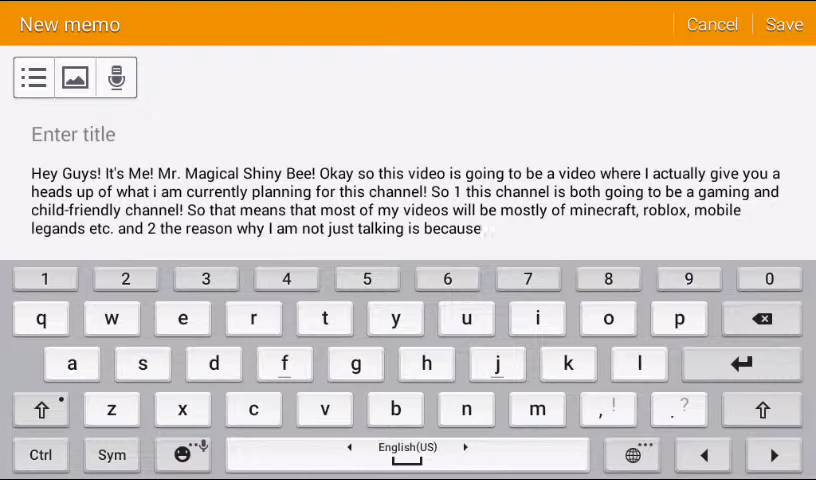 New memo Cancel Save
Enter title
Hey Guys! It's Me! Mr. Magical Shiny Bee! Okay so this video is going to be a video where I actually give you a
heads up of what i am currently planning for this channel! So 1 this channel is both going to be a gaming and
child-friendly channel! So that means that most of my videos will be mostly of minecraft, roblox, mobile
legands etc. and 2 the reason why I am not just talking is because
1 2 3 4 5 6 7 8 9 0
q w e r t y u i o p
a s d f g h j k l
z x c v b n m , ! . ?
Ctrl Sym English(US)